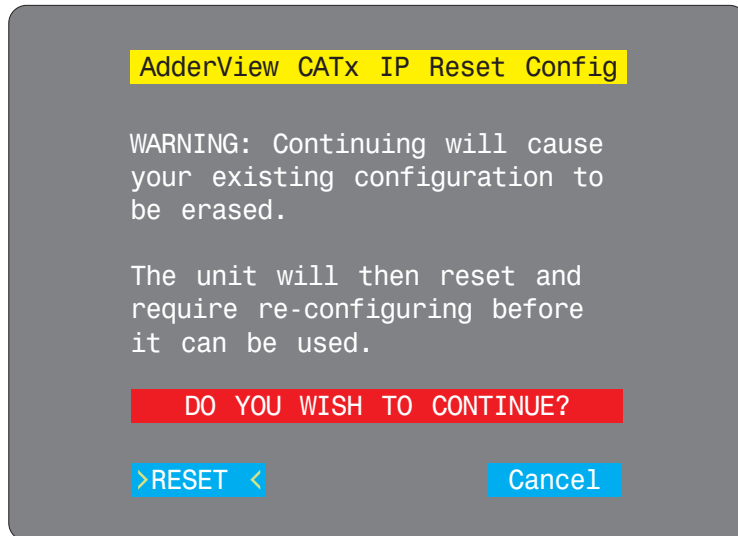 AdderView CATx IP Reset Config
WARNING: Continuing will cause
your existing configuration to
be erased.
The unit will then reset and
require re-configuring before
it can be used.
DO YOU WISH TO CONTINUE?
>RESET < Cancel